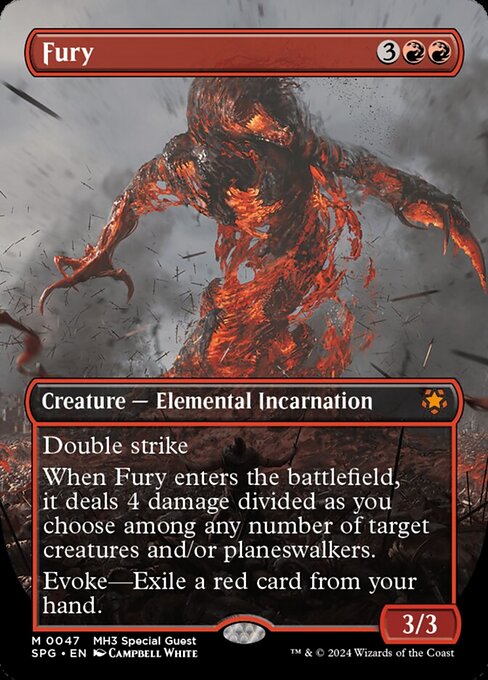 Fury 3
Creature — Elemental Incarnation
Double strike
When Fury enters the battlefield,
it deals 4 damage divided as you
choose among any number of target
creatures and/or planeswalkers.
Evoke—Exile a red card from your
hand.
3/3
M 0047 MH3 Special Guest
SPG • EN CAMPBELL WHITE ™ & © 2024 Wizards of the Coast